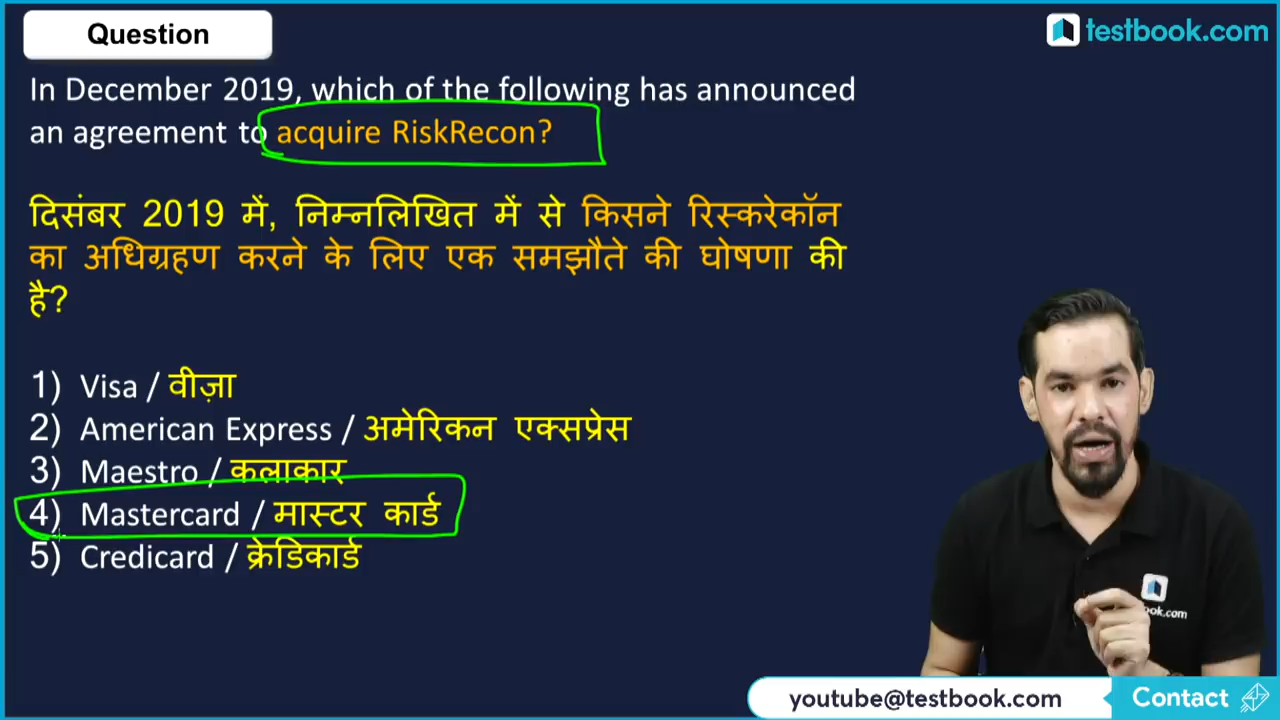 Question
testbook.com
In December 2019, which of the following has announced
an agreement to acquire RiskRecon?
दिसंबर 2019 में, निम्नलिखित में से किसने रिस्करेकॉन
का अधिग्रहण करने के लिए एक समझौते की घोषणा की
है?
1) Visa / वीज़ा
2) American Express / अमेरिकन एक्सप्रेस
3) Maestro / कलाकार
4) Mastercard / मास्टर कार्ड
5) Credicard / क्रेडिकार्ड
youtube@testbook.com
Contact